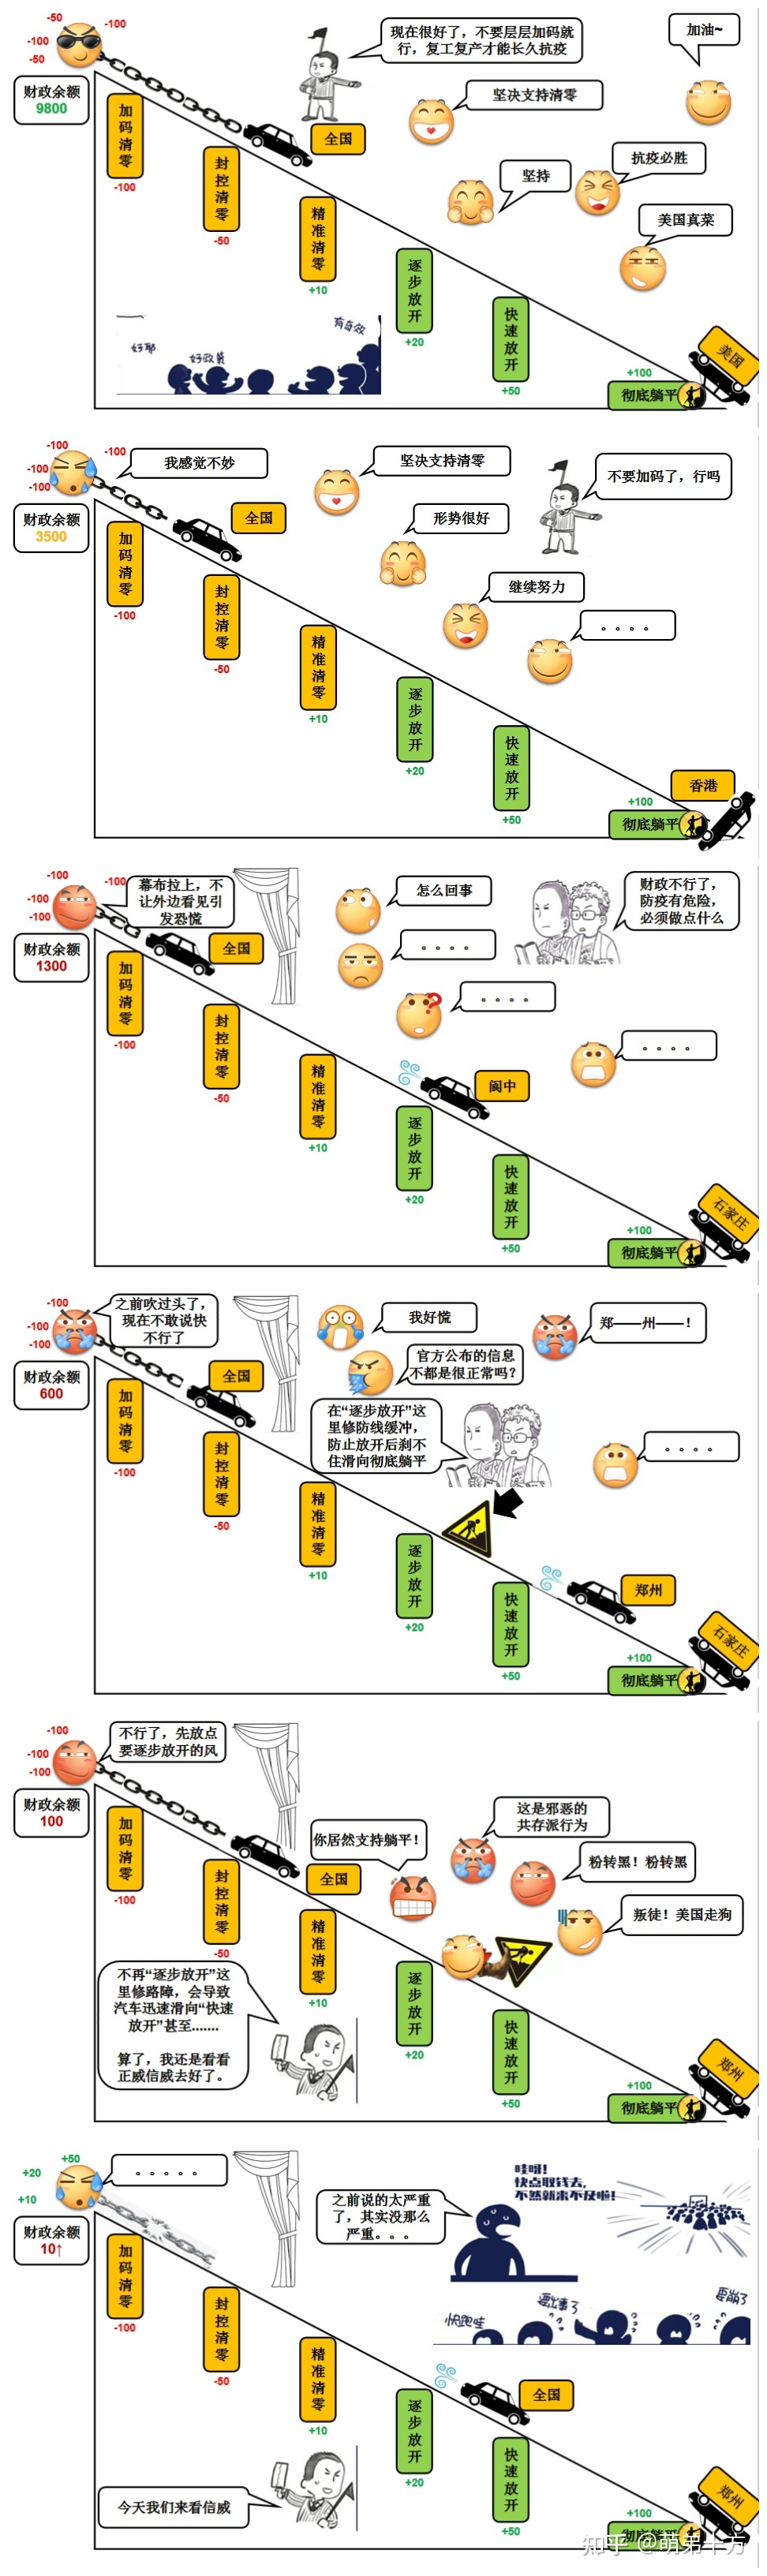 -50
-100
-100
-50
财政余额
9800
现在很好了，不要层层加码就
行，复工复产才能长久抗疫
加油~
坚决支持清零
全国
抗疫必胜
坚持
美国真菜
加码清零
-100
封控清零
-50
精准清零
+10
逐步放开
+20
快速放开
+50
好耶
好政策
有奇效
美国
+100
彻底躺平
-100
-100
-100
-100
我感觉不妙
坚决支持清零
不要加码了，行吗
财政余额
3500
全国
形势很好
继续努力
。。。。
加码清零
-100
封控清零
-50
精准清零
+10
逐步放开
+20
快速放开
+50
香港
+100
彻底躺平
-100
-100
-100
-100
幕布拉上，不
让外边看见引
发恐慌
怎么回事
财政不行了，
防疫有危险，
必须做点什么
财政余额
1300
全国
。。。。
。。。。
。。。。
加码清零
-100
封控清零
-50
精准清零
+10
阆中
逐步放开
+20
快速放开
+50
石家庄
+100
彻底躺平
-100
-100
-100
之前吹过头了，
现在不敢说快
不行了
我好慌
郑——州——！
官方公布的信息
不都是很正常吗？
财政余额
600
全国
在“逐步放开”这
里修防线缓冲，
防止放开后刹不
住滑向彻底躺平
。。。。
加码清零
-100
封控清零
-50
精准清零
+10
逐步放开
+20
快速放开
+50
郑州
石家庄
+100
彻底躺平
-100
-100
-100
不行了，先放点
要逐步放开的风
财政余额
100
这是邪恶的
共存派行为
你居然支持躺平！
粉转黑！粉转黑
全国
叛徒！美国走狗
加码清零
-100
封控清零
-50
精准清零
+10
逐步放开
+20
快速放开
+50
不再“逐步放开”这
里修路障，会导致
汽车迅速滑向“快速
放开”甚至.......
算了，我还是看看
正威信威去好了。
郑州
+100
彻底躺平
+50
+20
+10
。。。。。
财政余额
10↑
之前说的太严重
了，其实没那么
严重。。。
哇呀！
快点取钱去，
不然就来不及啦！
快跑哇
要出事了
要崩了
加码清零
-100
封控清零
-50
精准清零
+10
全国
逐步放开
+20
快速放开
+50
今天我们来看信威
郑州
+100
彻底躺平
知乎 @萌弟半方